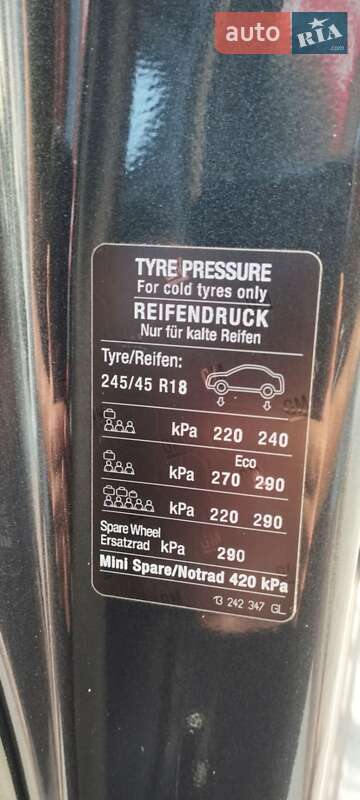 auto RIA.com
TYRE PRESSURE
For cold tyres only
REIFENDRUCK
Nur für kalte Reifen
Tyre/Reifen:
245/45 R18
kPa 220 240
Eco
kPa 270 290
kPa 220 290
Spare Wheel
Ersatzrad kPa 290
Mini Spare/Notrad 420 kPa
13 242 347 GL